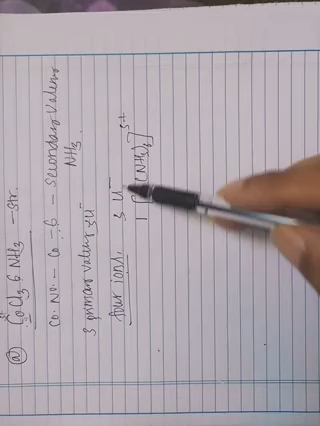 (a) CoCl3 6 NH3 — Str.
CO. NO. — Co — 6 — Secondary Valency
NH3.
3 primary valency 3Cl-
four ions. 3 Cl-
1 [ (NH3)6]3+